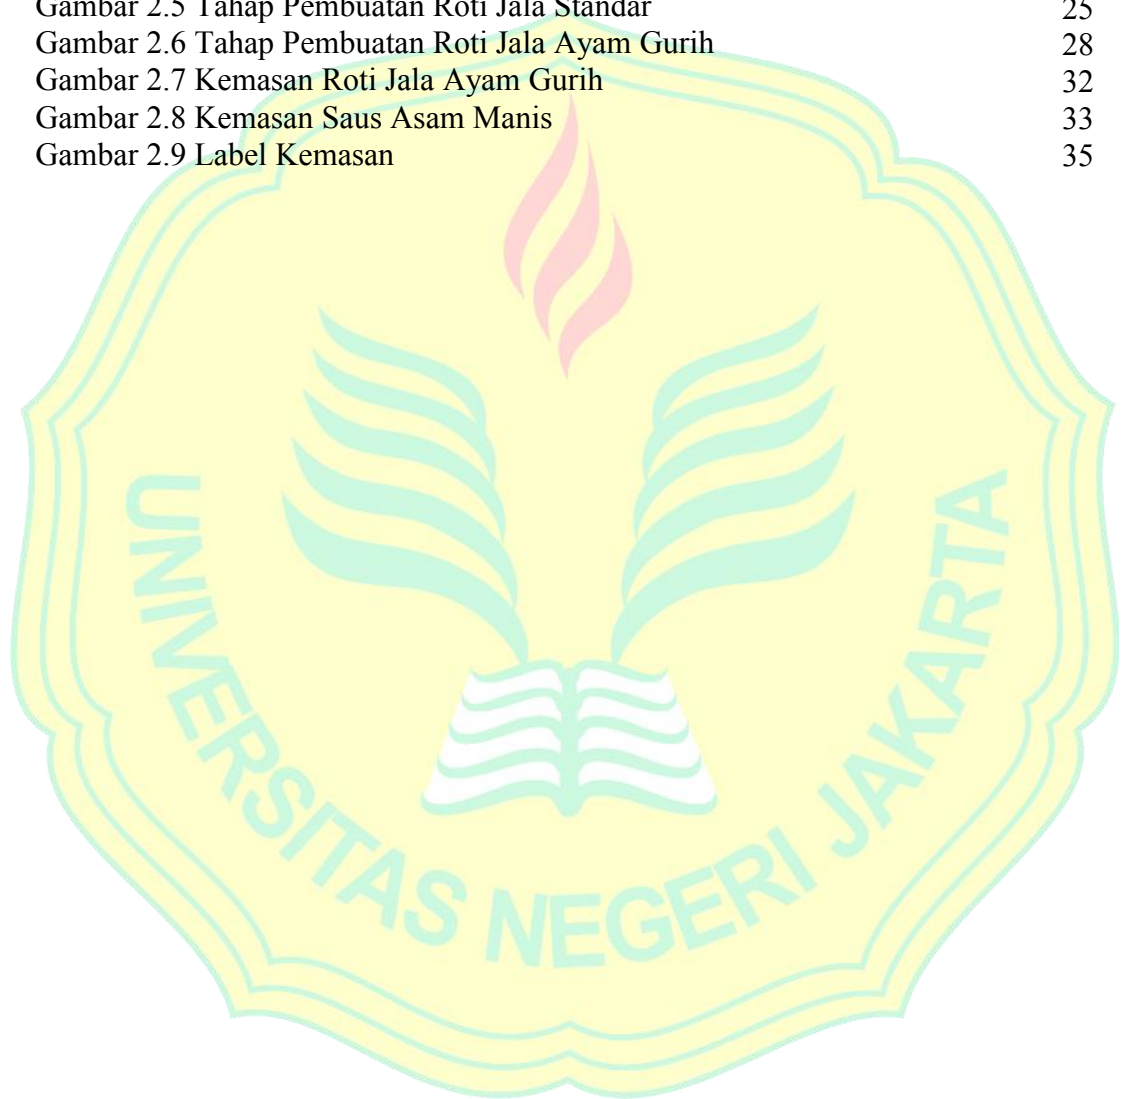 Gambar 2.5 Tahap Pembuatan Roti Jala Standar 25
Gambar 2.6 Tahap Pembuatan Roti Jala Ayam Gurih 28
Gambar 2.7 Kemasan Roti Jala Ayam Gurih 32
Gambar 2.8 Kemasan Saus Asam Manis 33
Gambar 2.9 Label Kemasan 35
UNIVERSITAS NEGERI JAKARTA